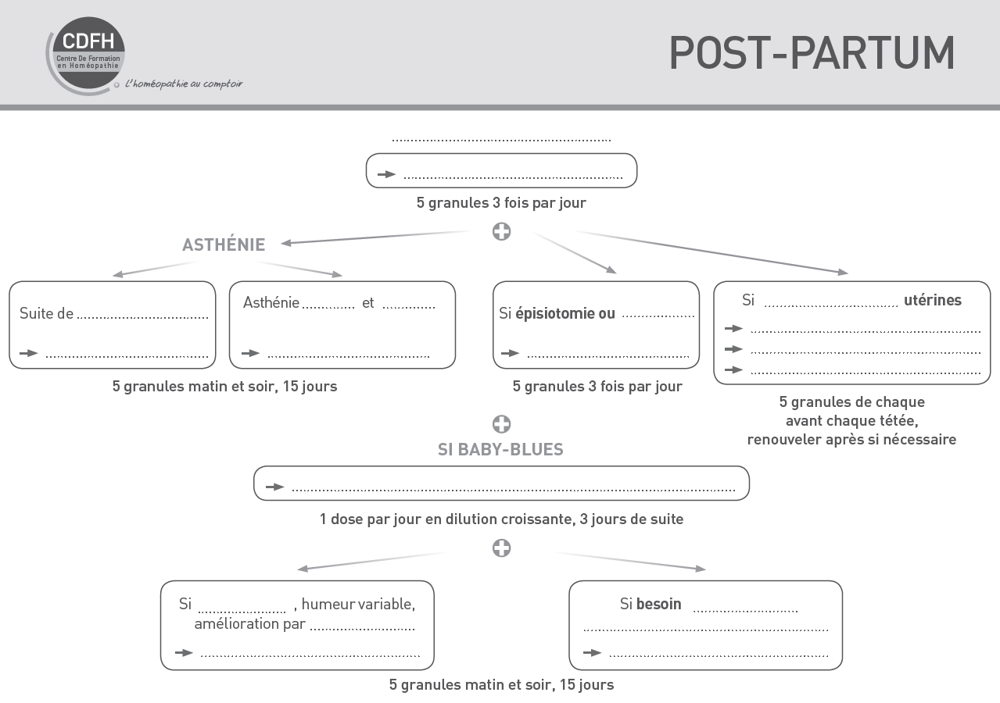 CDFH
Centre De Formation
en Homéopathie
L'homéopathie au comptoir
POST-PARTUM
5 granules 3 fois par jour
ASTHÉNIE
Suite de
Asthénie et
Si épisiotomie ou
Si utérines
5 granules matin et soir, 15 jours
5 granules 3 fois par jour
5 granules de chaque
avant chaque tétée,
renouveler après si nécessaire
SI BABY-BLUES
1 dose par jour en dilution croissante, 3 jours de suite
Si , humeur variable,
amélioration par
Si besoin
5 granules matin et soir, 15 jours